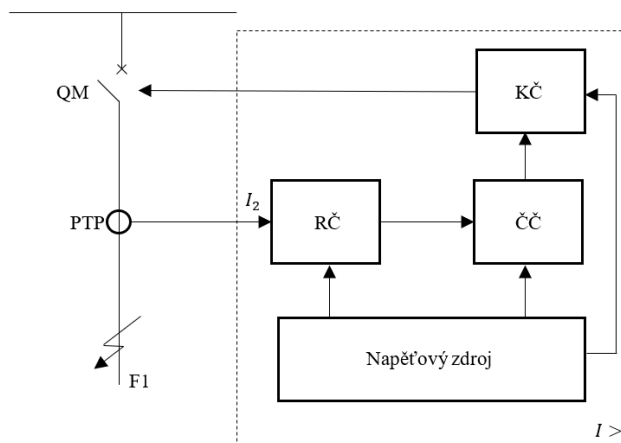 KČ
QM
I₂
PTP
RČ
ČČ
Napěťový zdroj
F1
I >